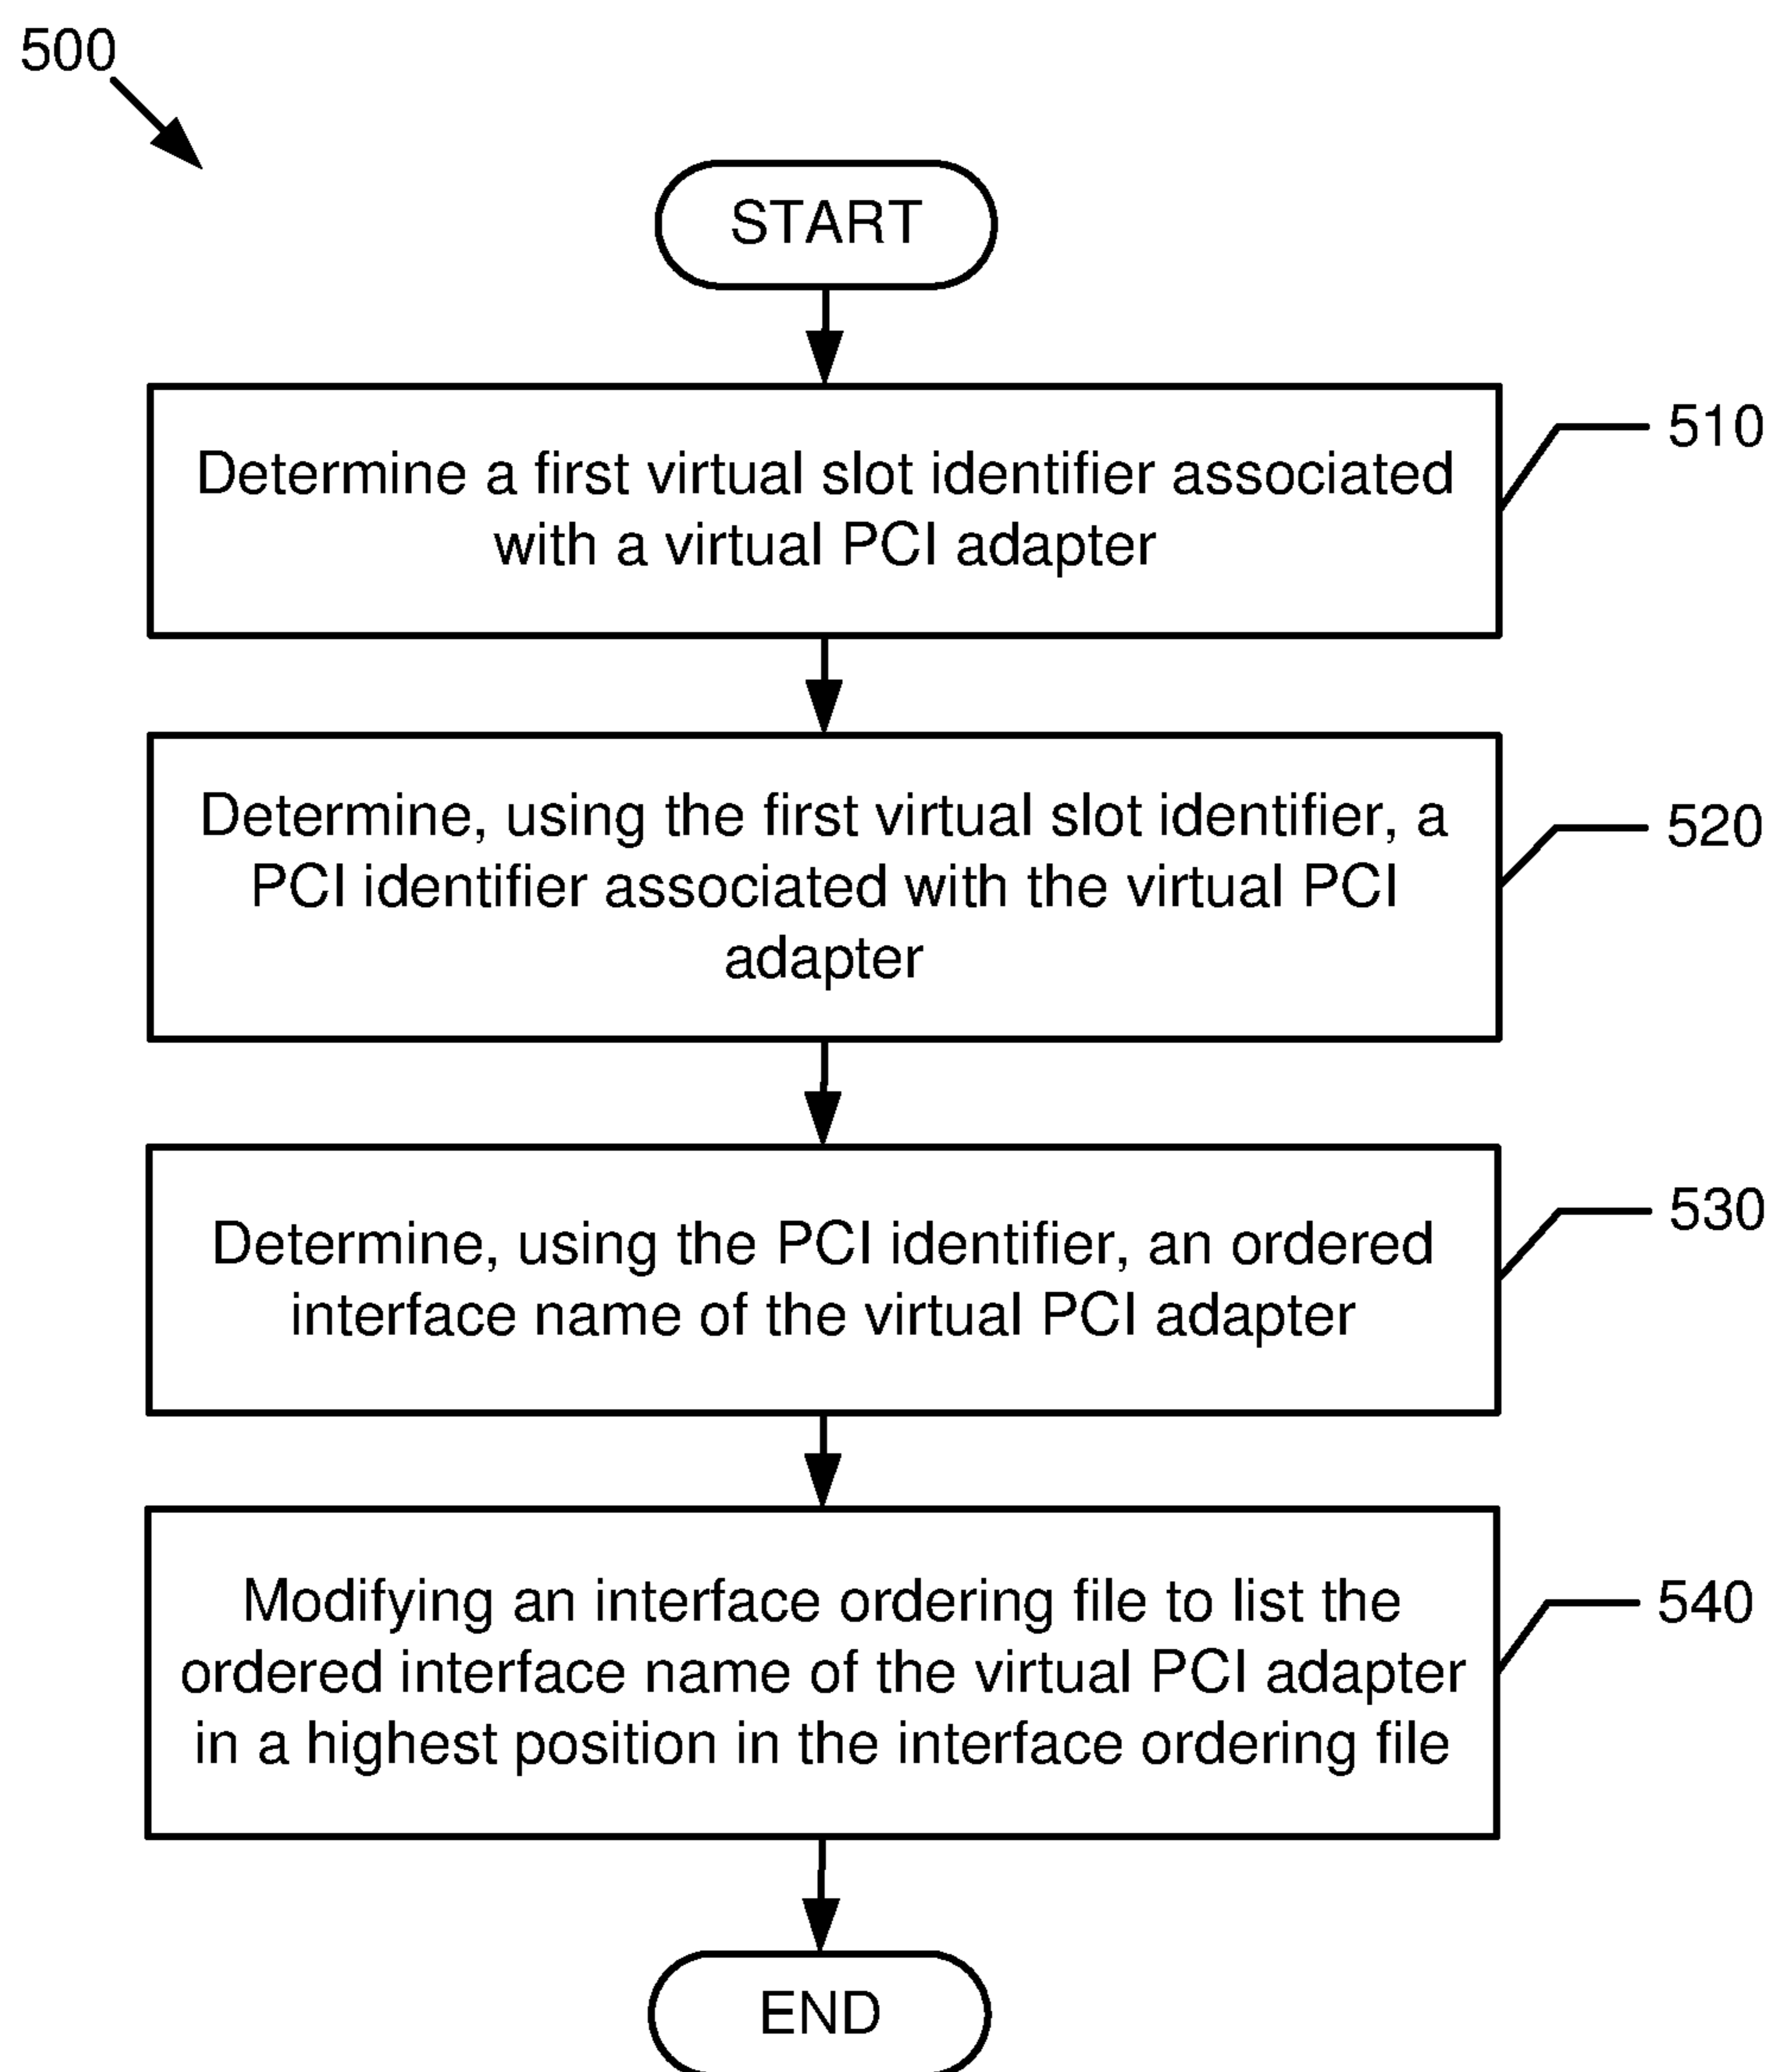 500
START
Determine a first virtual slot identifier associated
with a virtual PCI adapter
510
Determine, using the first virtual slot identifier, a
PCI identifier associated with the virtual PCI
adapter
520
Determine, using the PCI identifier, an ordered
interface name of the virtual PCI adapter
530
Modifying an interface ordering file to list the
ordered interface name of the virtual PCI adapter
in a highest position in the interface ordering file
540
END